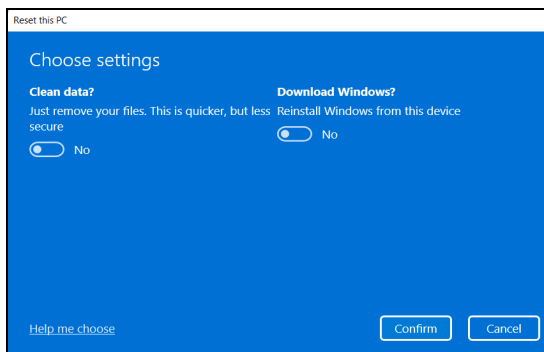 Reset this PC
Choose settings
Clean data?
Just remove your files. This is quicker, but less
secure
No
Download Windows?
Reinstall Windows from this device
No
Help me choose
Confirm
Cancel